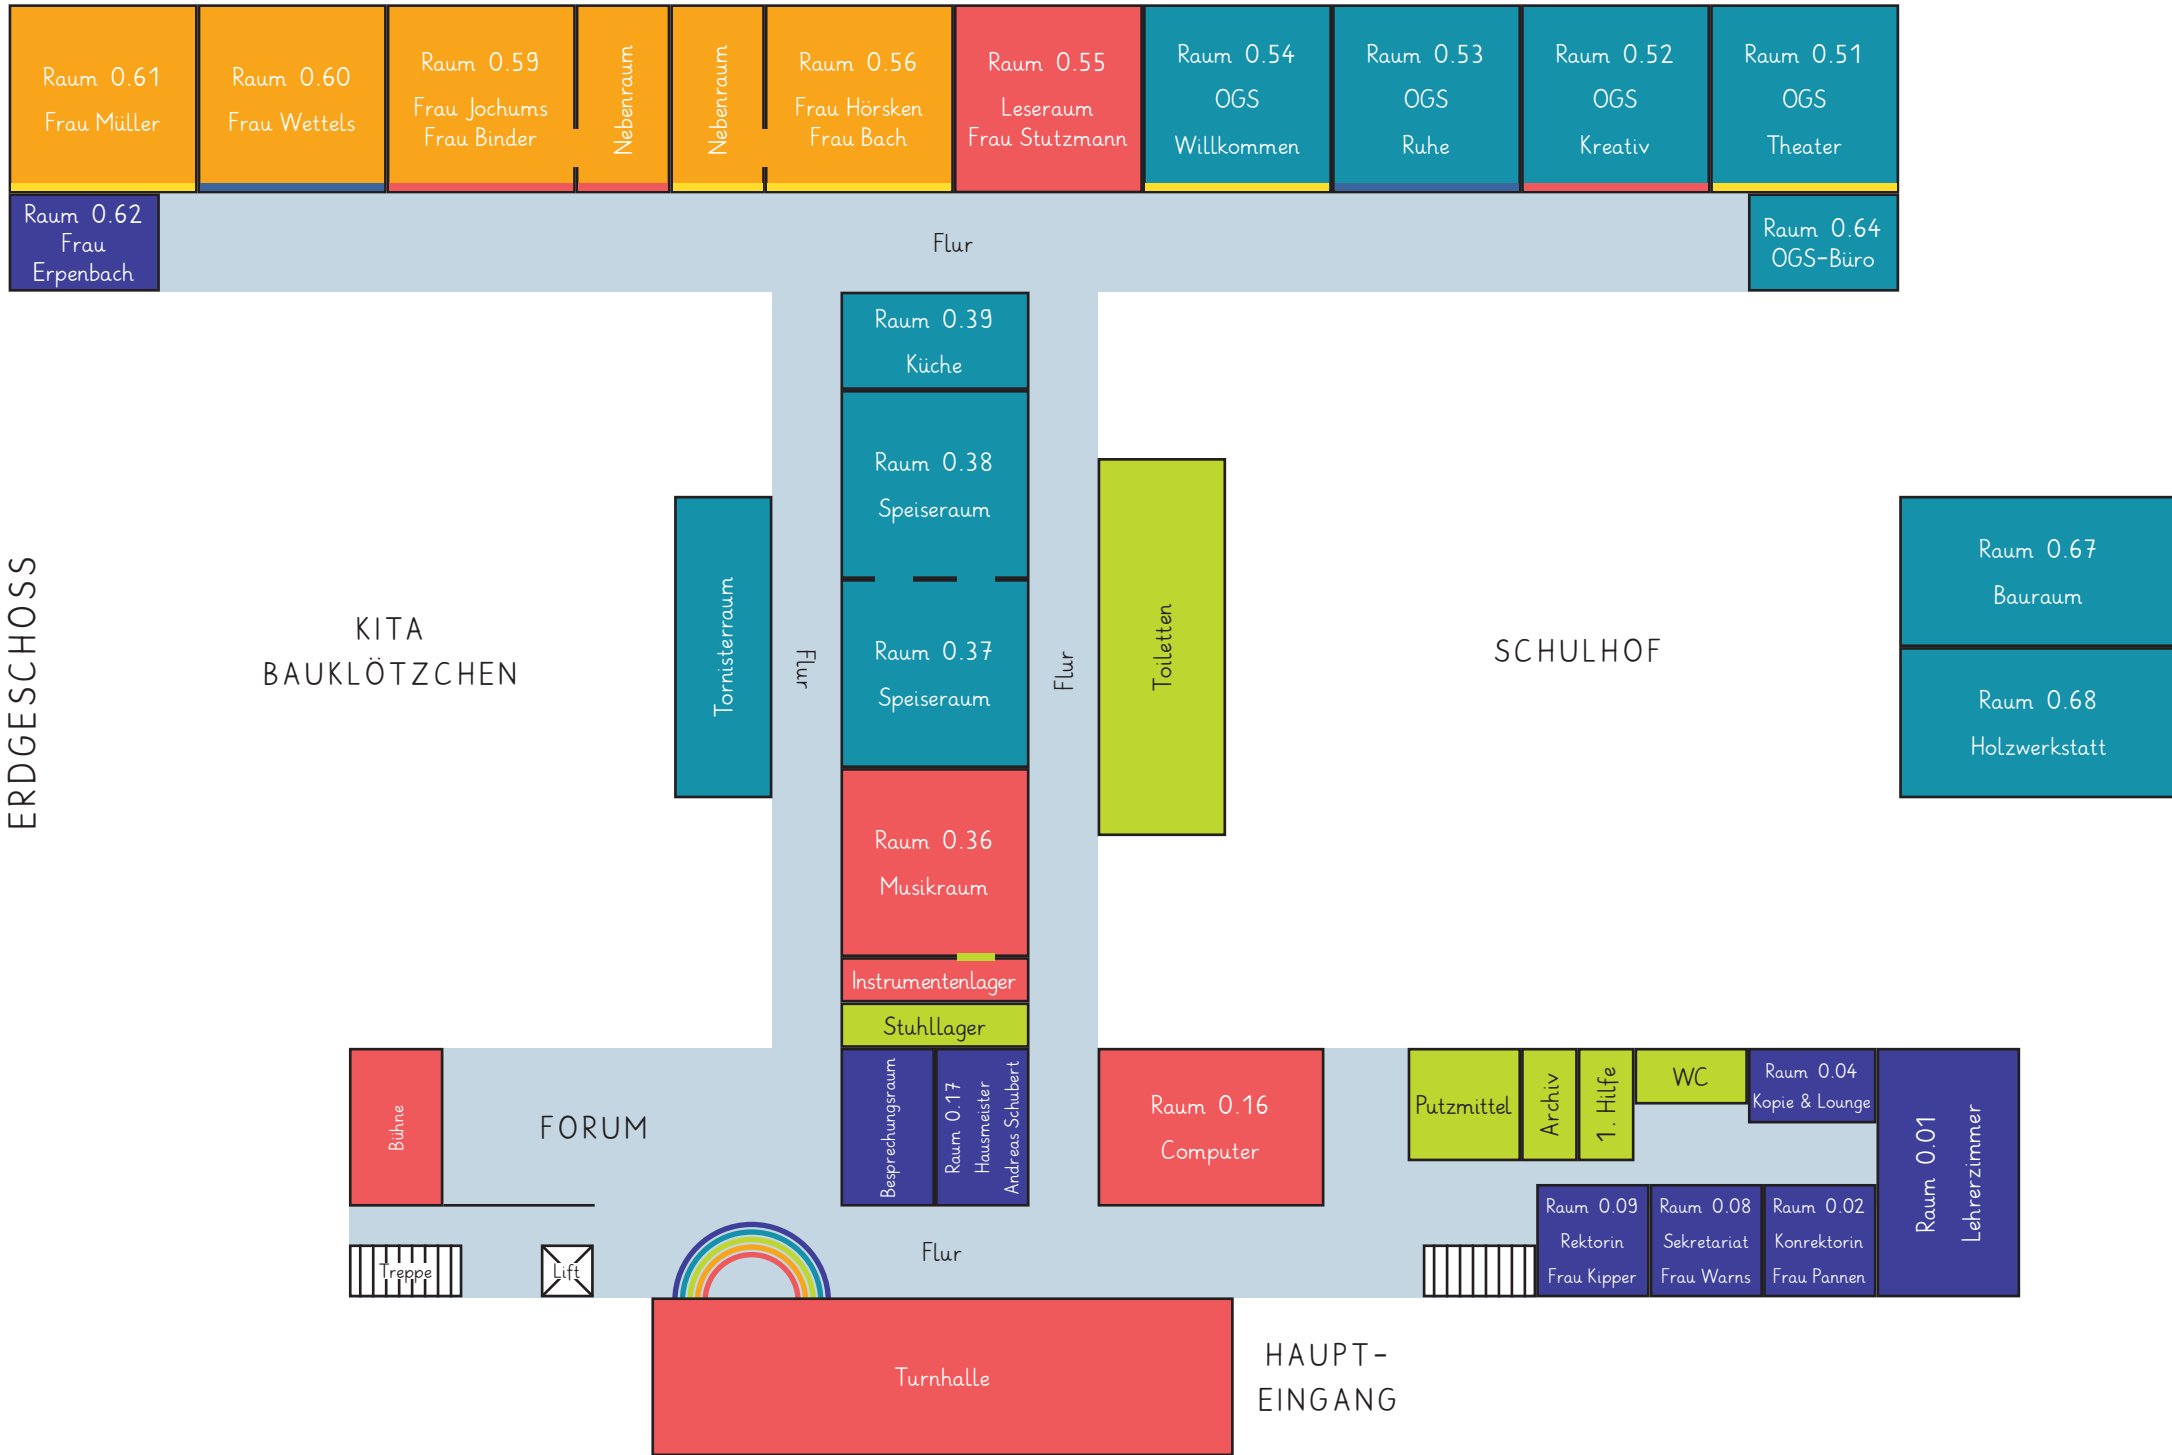 Raum 0.61
Frau Müller
Raum 0.60
Frau Wettels
Raum 0.59
Frau Jochums
Frau Binder
Nebenraum
Nebenraum
Raum 0.56
Frau Hörsken
Frau Bach
Raum 0.55
Leseraum
Frau Stutzmann
Raum 0.54
OGS
Willkommen
Raum 0.53
OGS
Ruhe
Raum 0.52
OGS
Kreativ
Raum 0.51
OGS
Theater
Raum 0.62
Frau
Erpenbach
Flur
Raum 0.64
OGS-Büro
Raum 0.39
Küche
Raum 0.38
Speiseraum
Raum 0.37
Speiseraum
Tornisterraum
Flur
Flur
Toiletten
ERDGESCHOSS
KITA
BAUKLÖTZCHEN
SCHULHOF
Raum 0.67
Bauraum
Raum 0.68
Holzwerkstatt
Raum 0.36
Musikraum
Instrumentenlager
Stuhllager
Bühne
FORUM
Besprechungsraum
Raum 0.17
Hausmeister
Andreas Schubert
Raum 0.16
Computer
Putzmittel
Archiv
1. Hilfe
WC
Raum 0.04
Kopie & Lounge
Raum 0.01
Lehrerzimmer
Raum 0.09
Rektorin
Frau Kipper
Raum 0.08
Sekretariat
Frau Warns
Raum 0.02
Konrektorin
Frau Pannen
Treppe
Lift
Flur
Turnhalle
HAUPT-
EINGANG